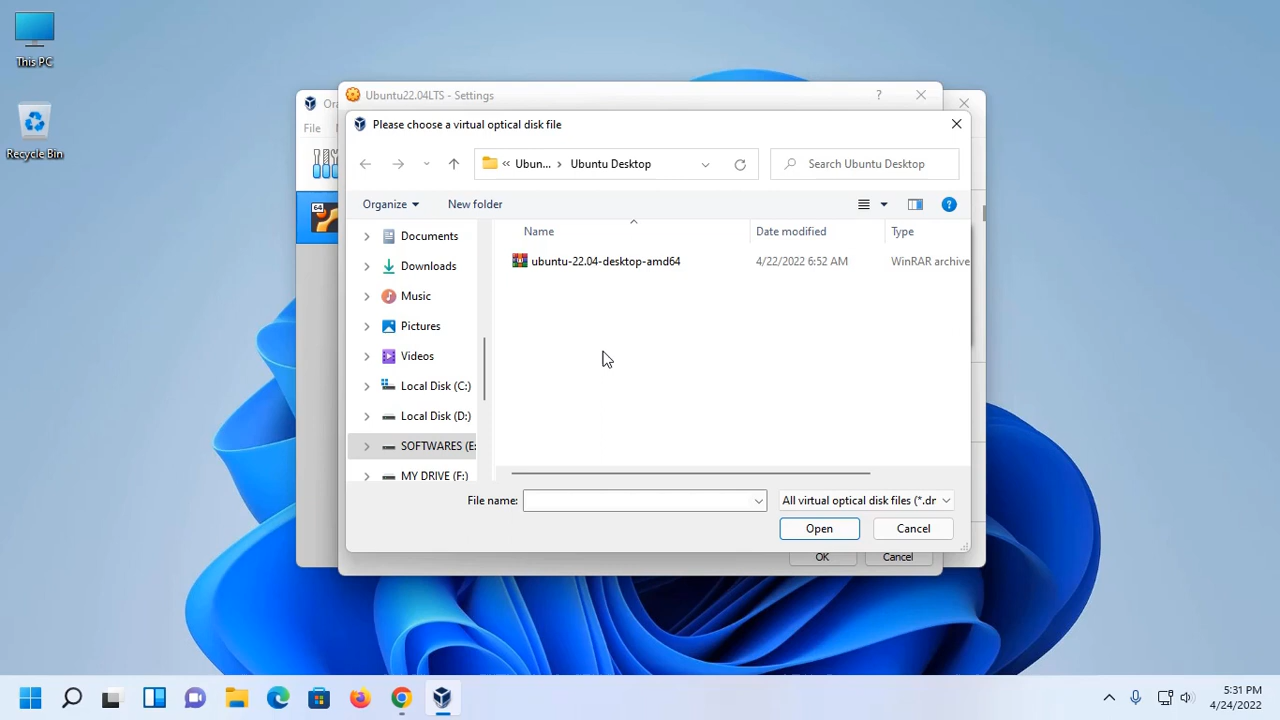 This PC
Recycle Bin
Ubuntu22.04LTS - Settings
?
File
Please choose a virtual optical disk file
« Ubun... > Ubuntu Desktop
Search Ubuntu Desktop
Organize
New folder
?
Name
Date modified
Type
64
Documents
Downloads
Music
Pictures
Videos
Local Disk (C:)
Local Disk (D:)
SOFTWARES (E:
MY DRIVE (F:)
ubuntu-22.04-desktop-amd64
4/22/2022 6:52 AM
WinRAR archive
File name:
All virtual optical disk files (*.dr
Open
Cancel
OK
Cancel
5:31 PM
4/24/2022